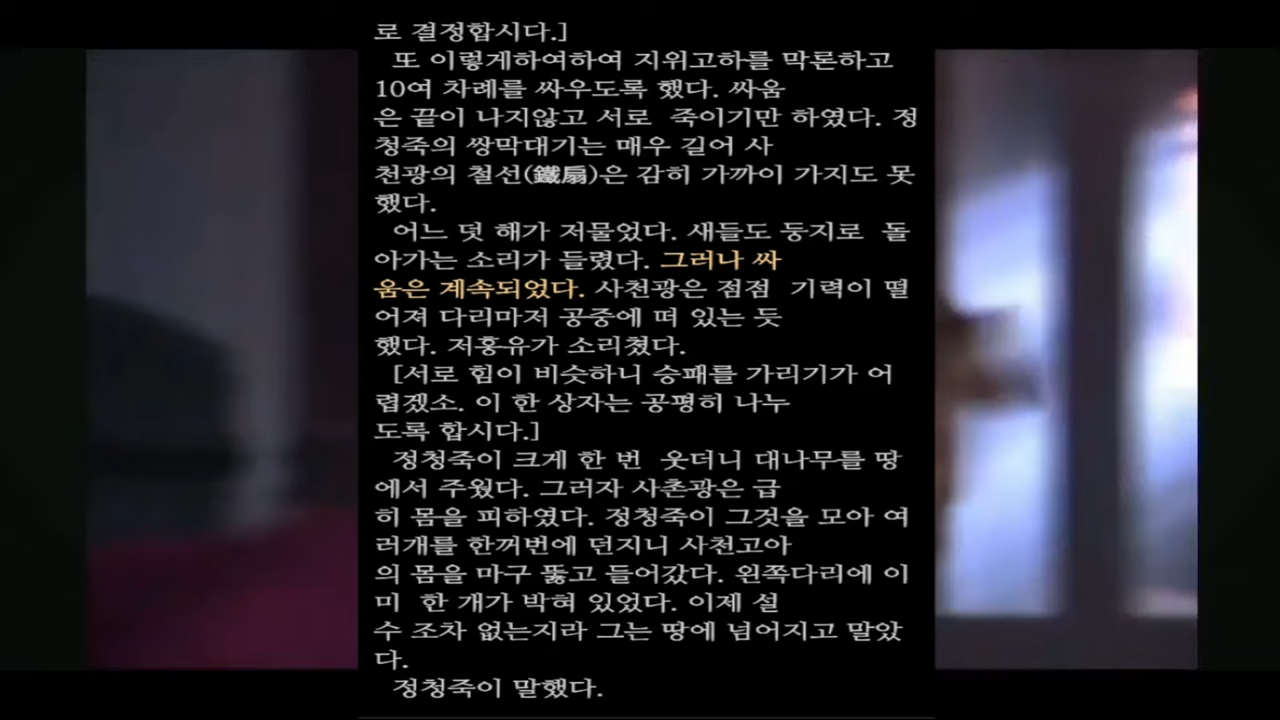 로 결정합시다.]
또 이렇게하여하여 지위고하를 막론하고
10여 차례를 싸우도록 했다. 싸움
은 끝이 나지않고 서로 죽이기만 하였다. 정
청죽의 쌍막대기는 매우 길어 사
천광의 철선(鐵扇)은 감히 가까이 가지도 못
했다.
어느 덧 해가 저물었다. 새들도 둥지로 돌
아가는 소리가 들렸다. 그러나 싸
움은 계속되었다. 사천광은 점점 기력이 떨
어져 다리마저 공중에 떠 있는 듯
했다. 저홍유가 소리쳤다.
[서로 힘이 비슷하니 승패를 가리기가 어
렵겠소. 이 한 상자는 공평히 나누
도록 합시다.]
정청죽이 크게 한 번 웃더니 대나무를 땅
에서 주웠다. 그러자 사촌광은 급
히 몸을 피하였다. 정청죽이 그것을 모아 여
러개를 한꺼번에 던지니 사천고아
의 몸을 마구 뚫고 들어갔다. 왼쪽다리에 이
미 한 개가 박혀 있었다. 이제 설
수 조차 없는지라 그는 땅에 넘어지고 말았
다.
정청죽이 말했다.